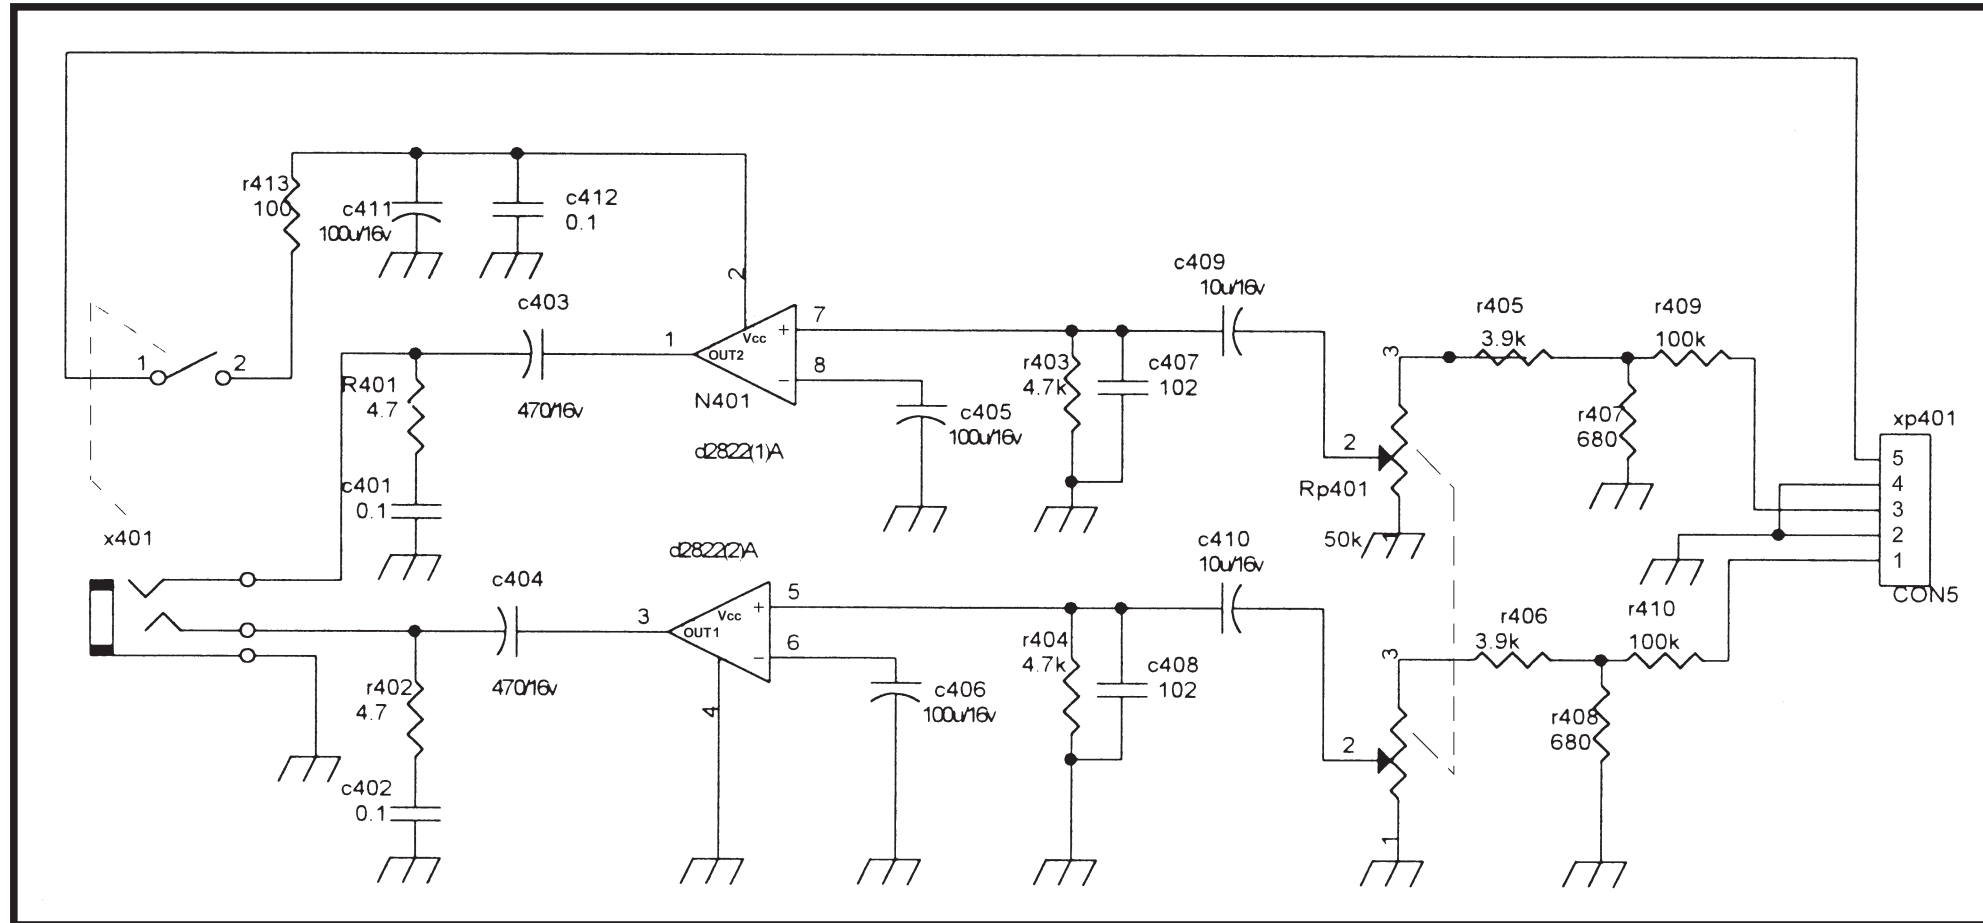 r413
100
c411
100u/16v
c412
0.1
c403
470/16v
1
2
R401
4.7
c401
0.1
x401
1
2
Vcc
OUT2
+
−
7
8
N401
d2822(1)A
c405
100u/16v
r403
4.7k
c407
102
c409
10u/16v
3
2
Rp401
50k
1
r405
3.9k
r409
100k
r407
680
xp401
5
4
3
2
1
CON5
d2822(2)A
c404
470/16v
3
Vcc
OUT1
+
−
5
6
4
r402
4.7
c402
0.1
c406
100u/16v
r404
4.7k
c408
102
c410
10u/16v
3
2
1
r406
3.9k
r410
100k
r408
680